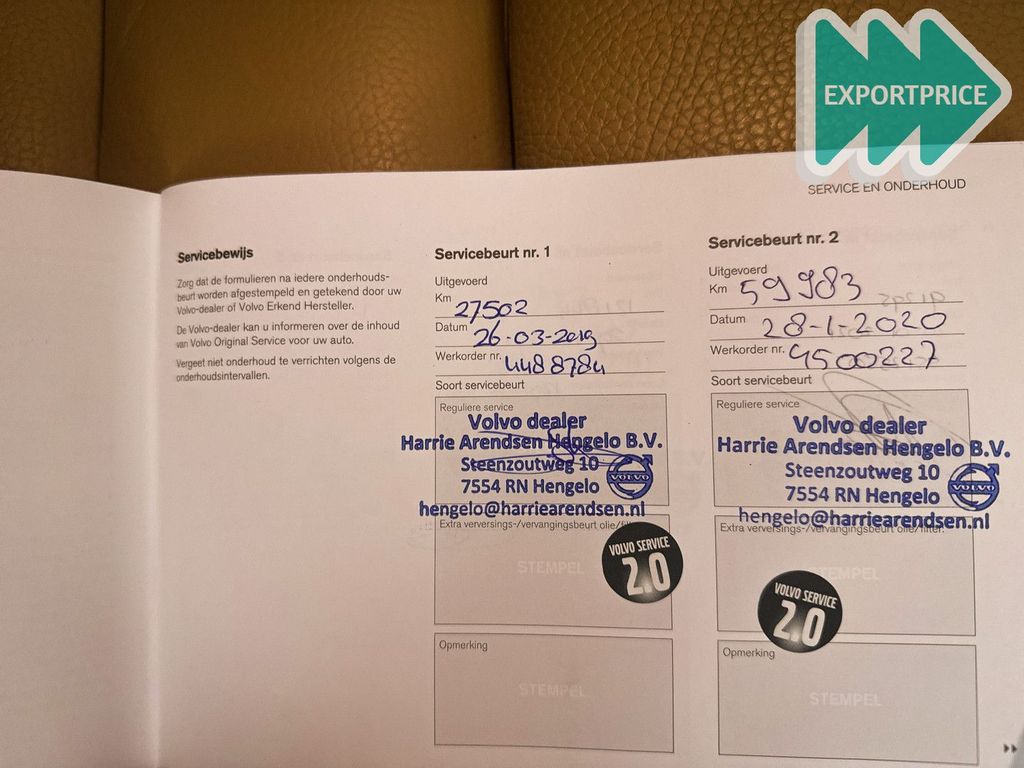 EXPORTPRICE
SERVICE EN ONDERHOUD
Servicebewijs
Zorg dat de formulieren na iedere onderhouds-
beurt worden afgestempeld en getekend door uw
Volvo-dealer of Volvo Erkend Hersteller.
De Volvo-dealer kan u informeren over de inhoud
van Volvo Original Service voor uw auto.
Vergeet niet onderhoud te verrichten volgens de
onderhoudsintervallen.
Servicebeurt nr. 1
Uitgevoerd
Km 27502
Datum 26-03-2019
Werkorder nr. 4488784
Soort servicebeurt
Reguliere service
Volvo dealer
Harrie Arendsen Hengelo B.V.
Steenzoutweg 10
7554 RN Hengelo
VOLVO
hengelo@harriearendsen.nl
Extra verversings-/vervangingsbeurt olie/filter.
STEMPEL
VOLVO SERVICE
2.0
Opmerking
STEMPEL
Servicebeurt nr. 2
Uitgevoerd
Km 59983
Datum 28-1-2020
Werkorder nr. 4500227
Soort servicebeurt
Reguliere service
Volvo dealer
Harrie Arendsen Hengelo B.V.
Steenzoutweg 10
7554 RN Hengelo
VOLVO
hengelo@harriearendsen.nl
Extra verversings-/vervangingsbeurt olie/filter.
STEMPEL
VOLVO SERVICE
2.0
Opmerking
STEMPEL